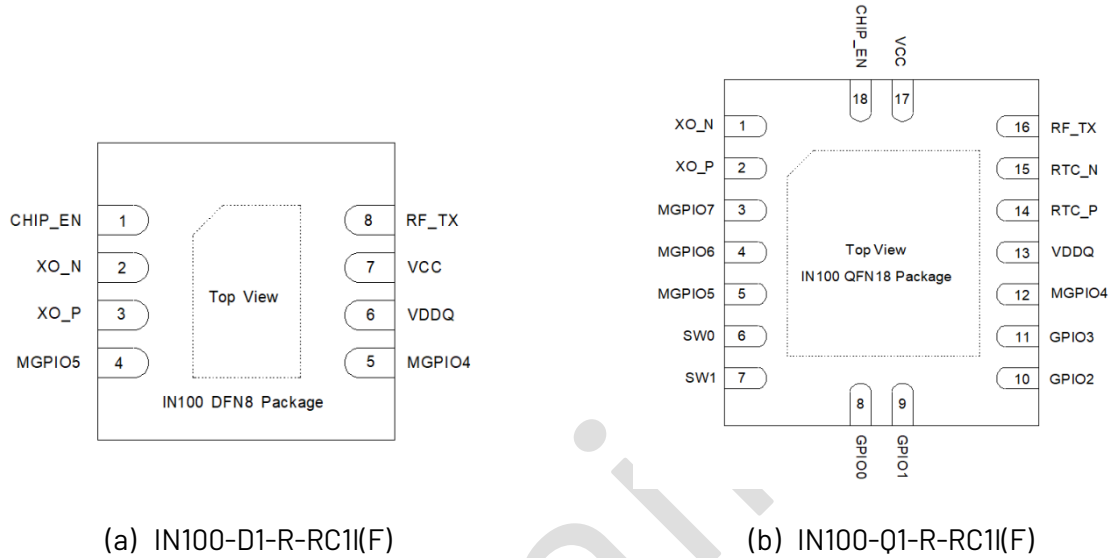 CHIP_EN 1
XO_N 2
XO_P 3
MGPIO5 4
8 RF_TX
7 VCC
6 VDDQ
5 MGPIO4
Top View
IN100 DFN8 Package
(a) IN100-D1-R-RC1I(F)
CHIP_EN
VCC
18
17
XO_N 1
XO_P 2
MGPIO7 3
MGPIO6 4
MGPIO5 5
SW0 6
SW1 7
16 RF_TX
15 RTC_N
14 RTC_P
13 VDDQ
12 MGPIO4
11 GPIO3
10 GPIO2
Top View
IN100 QFN18 Package
8
9
GPIO0
GPIO1
(b) IN100-Q1-R-RC1I(F)